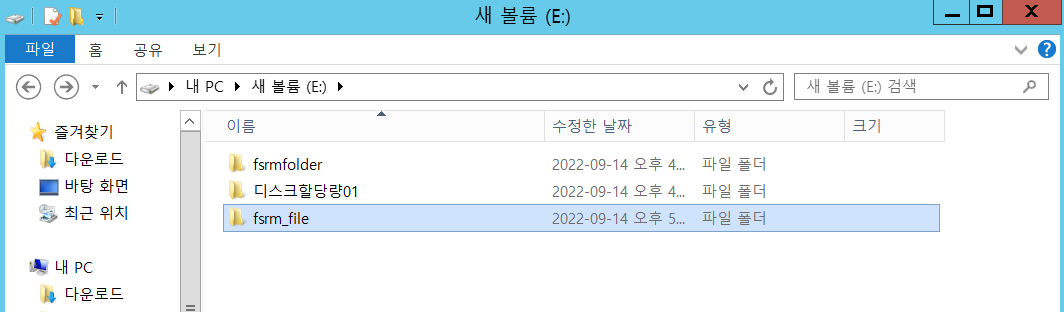 새 볼륨 (E:)
파일 홈 공유 보기
내 PC 새 볼륨 (E:) 새 볼륨 (E:) 검색
즐겨찾기
다운로드
바탕 화면
최근 위치
내 PC
다운로드
이름 수정한 날짜 유형 크기
fsrmfolder 2022-09-14 오후 4... 파일 폴더
디스크할당량01 2022-09-14 오후 4... 파일 폴더
fsrm_file 2022-09-14 오후 5... 파일 폴더